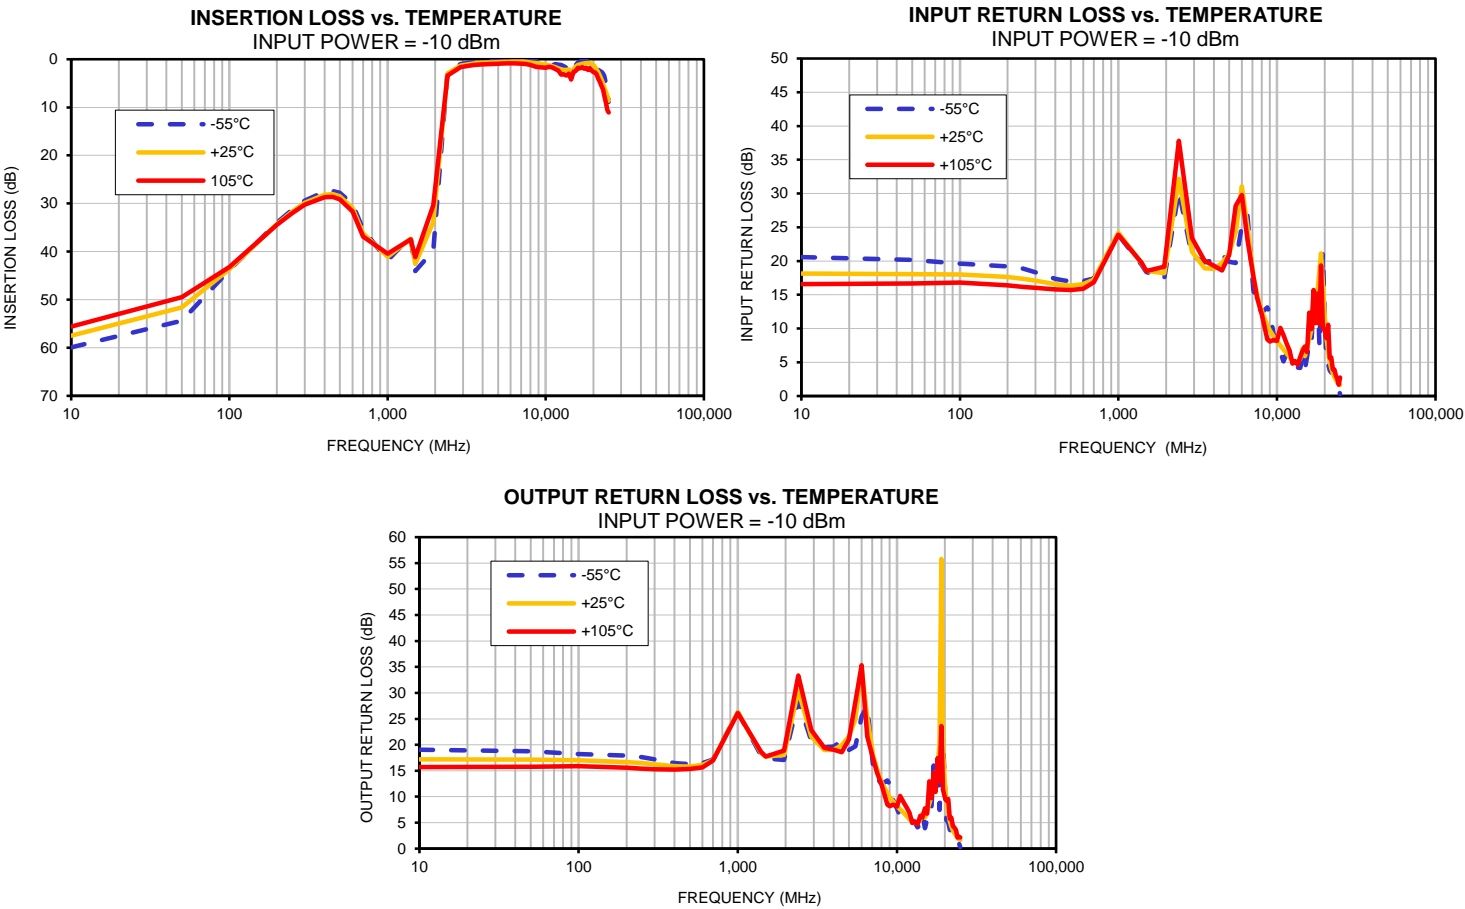 INSERTION LOSS vs. TEMPERATURE
INPUT POWER = -10 dBm
INSERTION LOSS (dB)
0
10
20
30
40
50
60
70
-55°C
+25°C
105°C
10
100
1,000
10,000
100,000
FREQUENCY (MHz)
INPUT RETURN LOSS vs. TEMPERATURE
INPUT POWER = -10 dBm
INPUT RETURN LOSS (dB)
50
45
40
35
30
25
20
15
10
5
0
-55°C
+25°C
+105°C
10
100
1,000
10,000
100,000
FREQUENCY (MHz)
OUTPUT RETURN LOSS vs. TEMPERATURE
INPUT POWER = -10 dBm
OUTPUT RETURN LOSS (dB)
60
55
50
45
40
35
30
25
20
15
10
5
0
-55°C
+25°C
+105°C
10
100
1,000
10,000
100,000
FREQUENCY (MHz)